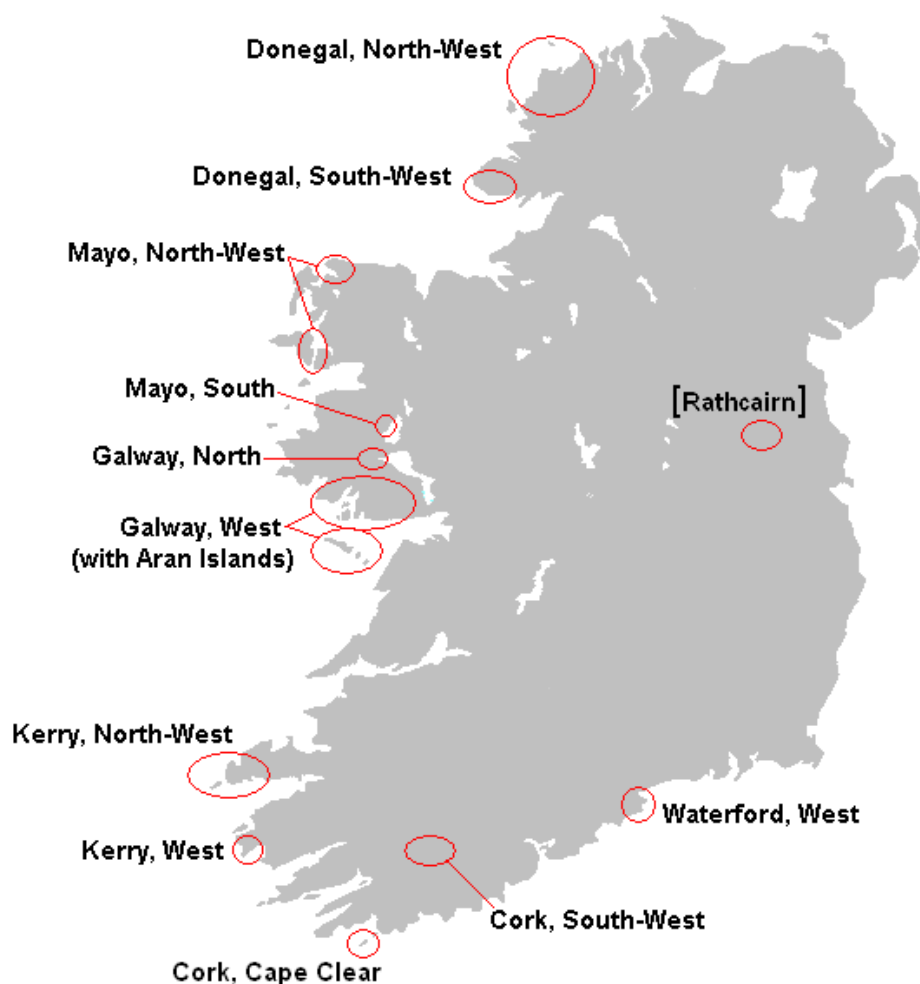 Donegal, North-West
Donegal, South-West
Mayo, North-West
Mayo, South
[Rathcairn]
Galway, North
Galway, West
(with Aran Islands)
Kerry, North-West
Waterford, West
Kerry, West
Cork, South-West
Cork, Cape Clear